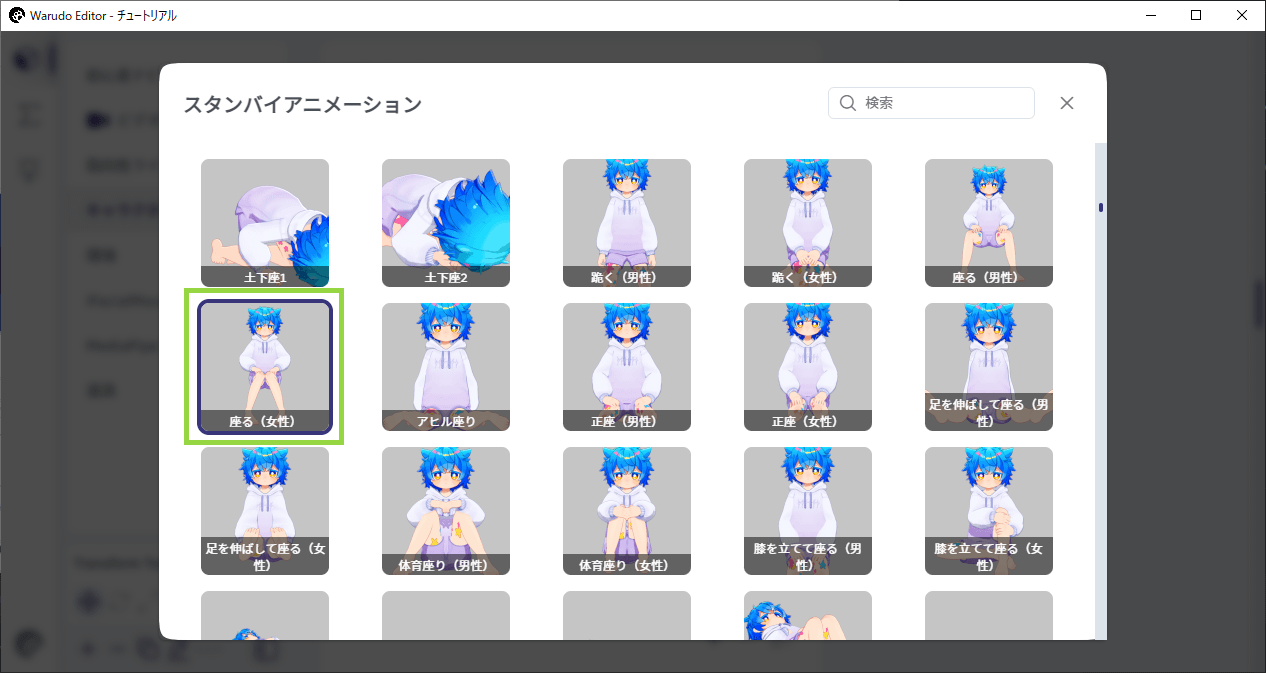 Warudo Editor - チュートリアル
スタンバイアニメーション
検索
土下座1
土下座2
跪く（男性）
跪く（女性）
座る（男性）
座る（女性）
アヒル座り
正座（男性）
正座（女性）
足を伸ばして座る（男
性）
足を伸ばして座る（女
性）
体育座り（男性）
体育座り（女性）
膝を立てて座る（男
性）
膝を立てて座る（女
性）